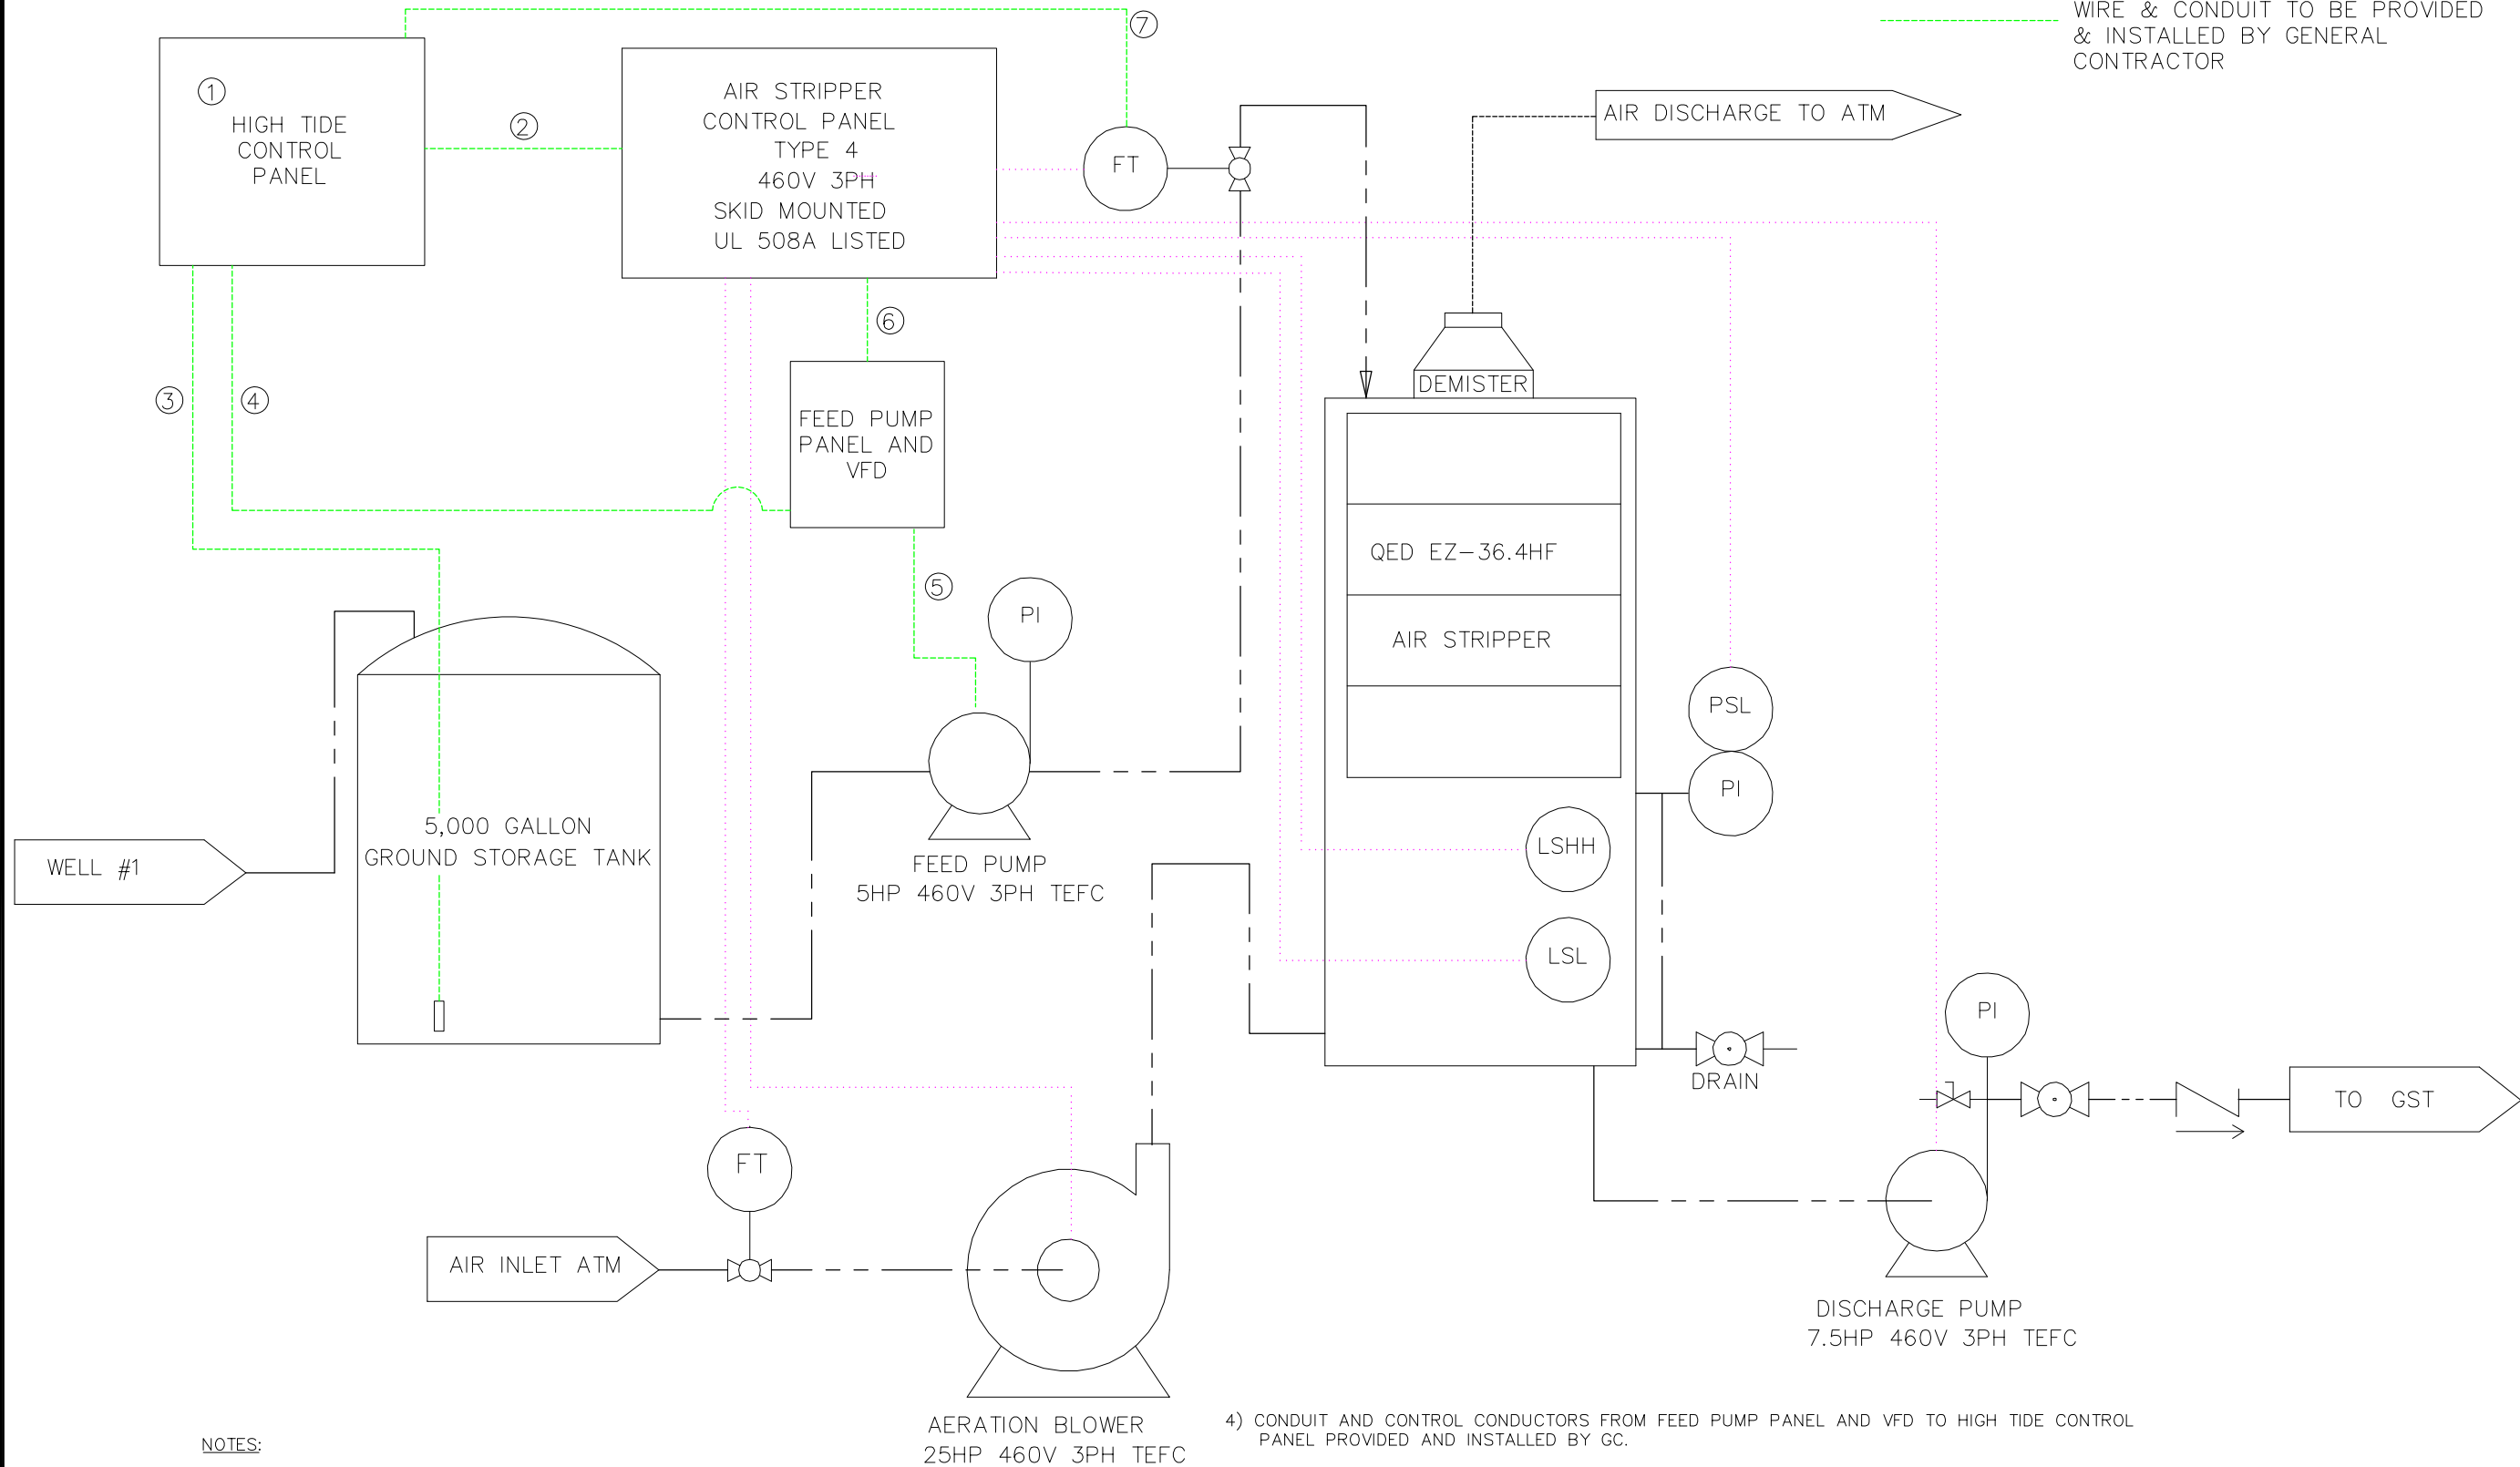 ⑦
WIRE & CONDUIT TO BE PROVIDED
& INSTALLED BY GENERAL
CONTRACTOR
①
HIGH TIDE
CONTROL
PANEL
②
AIR STRIPPER
CONTROL PANEL
TYPE 4
460V 3PH
SKID MOUNTED
UL 508A LISTED
FT
AIR DISCHARGE TO ATM
③
④
⑥
FEED PUMP
PANEL AND
VFD
DEMISTER
QED EZ-36.4HF
AIR STRIPPER
⑤
PI
PSL
PI
WELL #1
5,000 GALLON
GROUND STORAGE TANK
FEED PUMP
5HP 460V 3PH TEFC
LSHH
LSL
PI
DRAIN
TO GST
FT
AIR INLET ATM
DISCHARGE PUMP
7.5HP 460V 3PH TEFC
AERATION BLOWER
25HP 460V 3PH TEFC
NOTES:
4) CONDUIT AND CONTROL CONDUCTORS FROM FEED PUMP PANEL AND VFD TO HIGH TIDE CONTROL
PANEL PROVIDED AND INSTALLED BY GC.